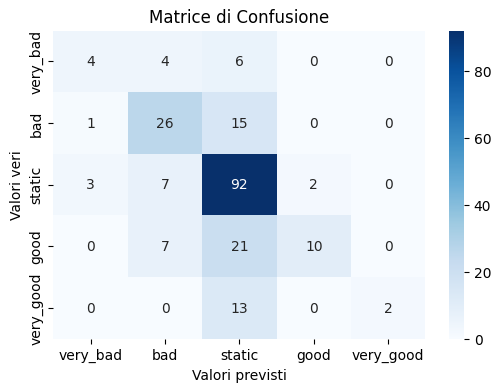 Matrice di Confusione
Valori veri
very_bad 4 4 6 0 0
bad 1 26 15 0 0
static 3 7 92 2 0
good 0 7 21 10 0
very_good 0 0 13 0 2
very_bad bad static good very_good
Valori previsti
80
60
40
20
0